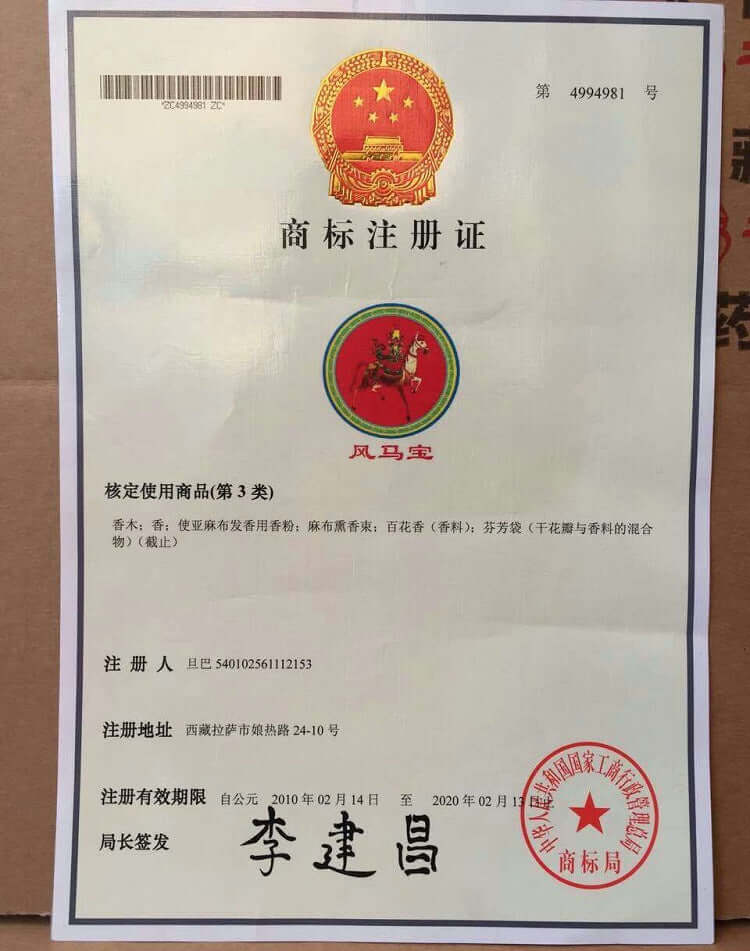 第 4994981 号
*ZC4994981 ZC*
商标注册证
风马宝
核定使用商品(第 3 类)
香木；香；使亚麻布发香用香粉；麻布熏香束；百花香（香料）；芬芳袋（干花瓣与香料的混合
物）（截止）
注 册 人 旦巴 540102561112153
注册地址 西藏拉萨市娘热路 24-10 号
注册有效期限 自公元 2010 年 02 月 14 日 至 2020 年 02 月 13 日止
局长签发 李建昌
中华人民共和国国家工商行政管理总局
商标局
药